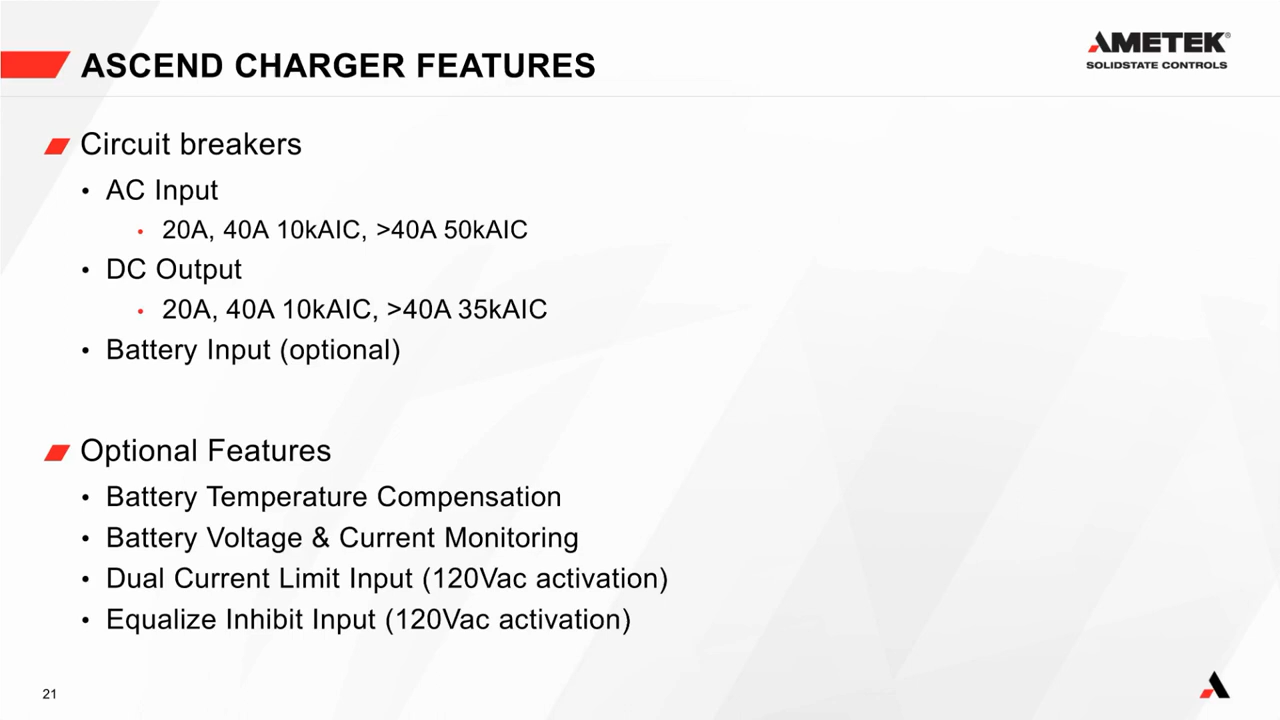 ASCEND CHARGER FEATURES
AMETEK®
SOLIDSTATE CONTROLS
Circuit breakers
• AC Input
• 20A, 40A 10kAIC, >40A 50kAIC
• DC Output
• 20A, 40A 10kAIC, >40A 35kAIC
• Battery Input (optional)
Optional Features
• Battery Temperature Compensation
• Battery Voltage & Current Monitoring
• Dual Current Limit Input (120Vac activation)
• Equalize Inhibit Input (120Vac activation)
21